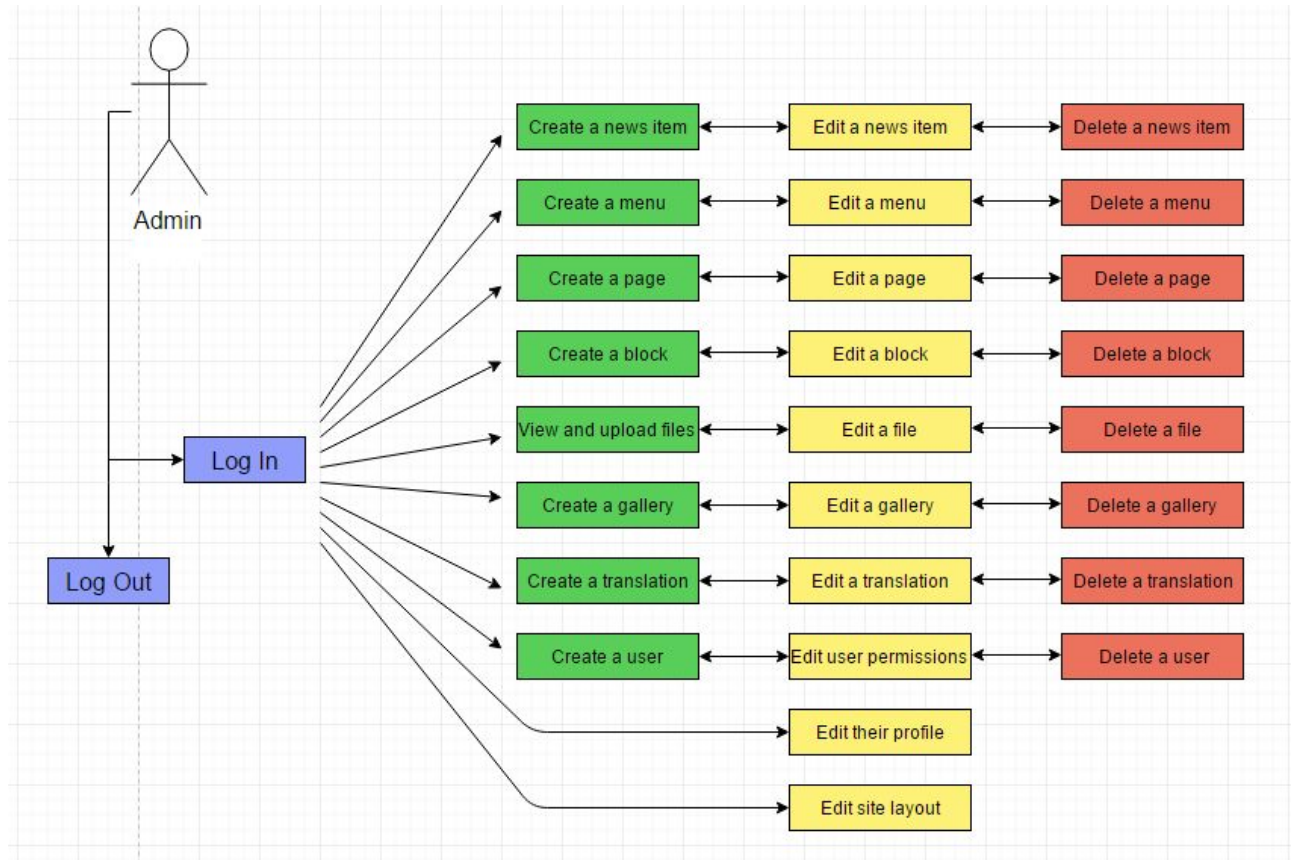 Admin
Create a news item
Edit a news item
Delete a news item
Create a menu
Edit a menu
Delete a menu
Create a page
Edit a page
Delete a page
Create a block
Edit a block
Delete a block
View and upload files
Edit a file
Delete a file
Log In
Create a gallery
Edit a gallery
Delete a gallery
Log Out
Create a translation
Edit a translation
Delete a translation
Create a user
Edit user permissions
Delete a user
Edit their profile
Edit site layout